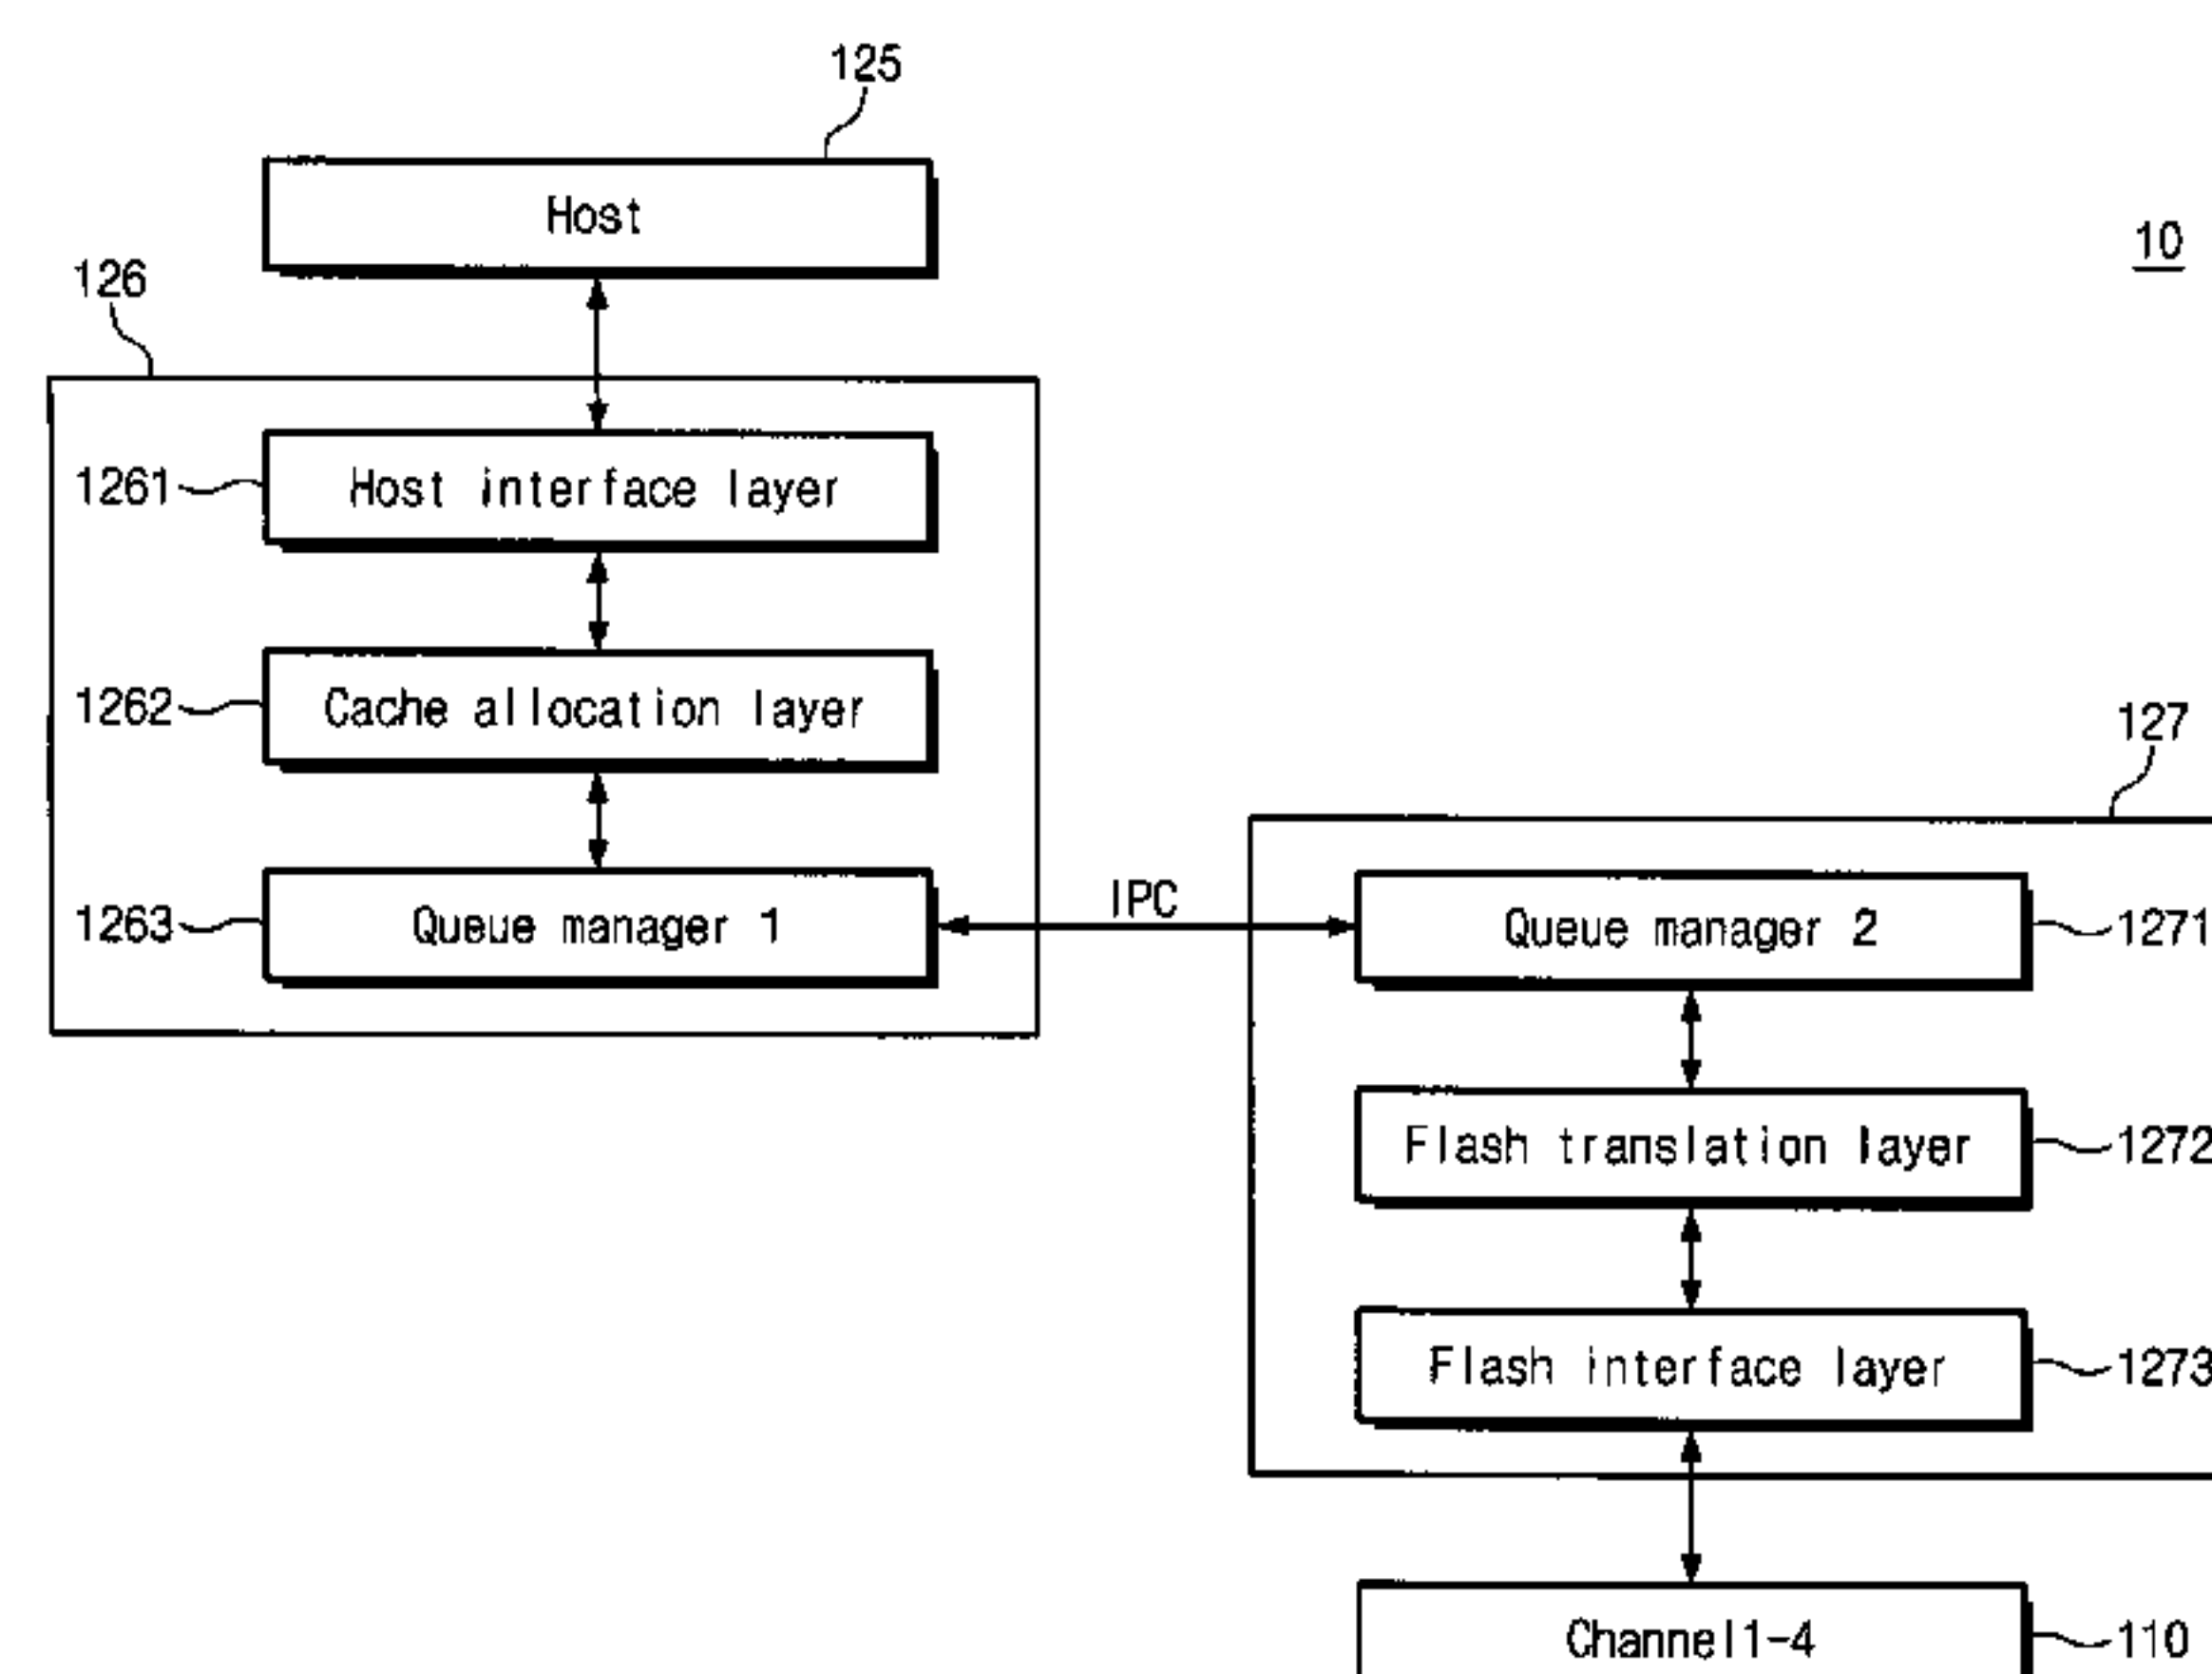 125
Host
10
126
1261
Host interface layer
1262
Cache allocation layer
127
1263
Queue manager 1
IPC
Queue manager 2
1271
Flash translation layer
1272
Flash interface layer
1273
Channel1-4
110